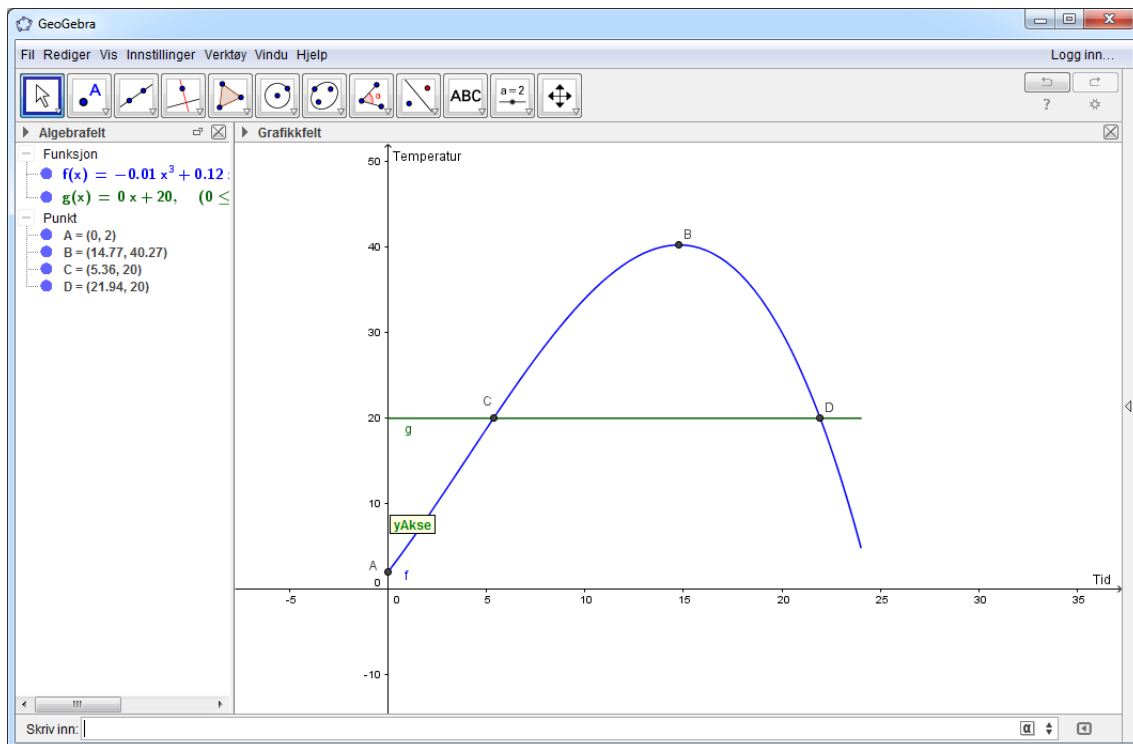 GeoGebra
Fil Rediger Vis Innstillinger Verktøy Vindu Hjelp Logg inn...
A α ABC a=2 ?
Algebrafelt
Grafikkfelt
Funksjon
f(x) = −0.01 x³ + 0.12
g(x) = 0 x + 20, (0 ≤
Punkt
A = (0, 2)
B = (14.77, 40.27)
C = (5.36, 20)
D = (21.94, 20)
Temperatur
50
40
30
20
10
0
-10
B
C
D
g
yAkse
A
f
Tid
-5 0 5 10 15 20 25 30 35
Skriv inn: α